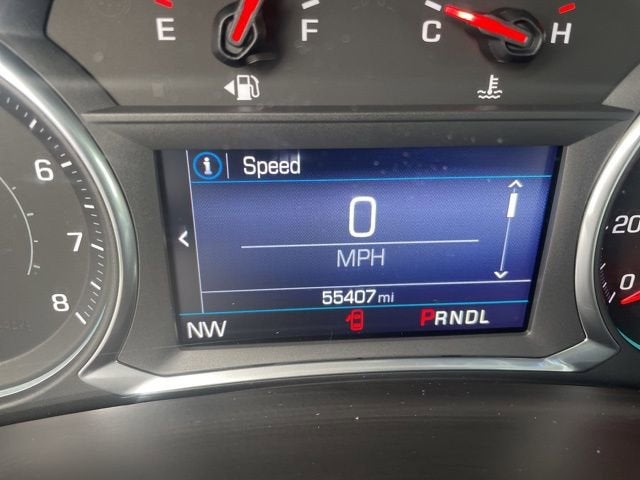 E F C H
6
7
8
i Speed
0
MPH
55407 mi
NW PRNDL
20
0